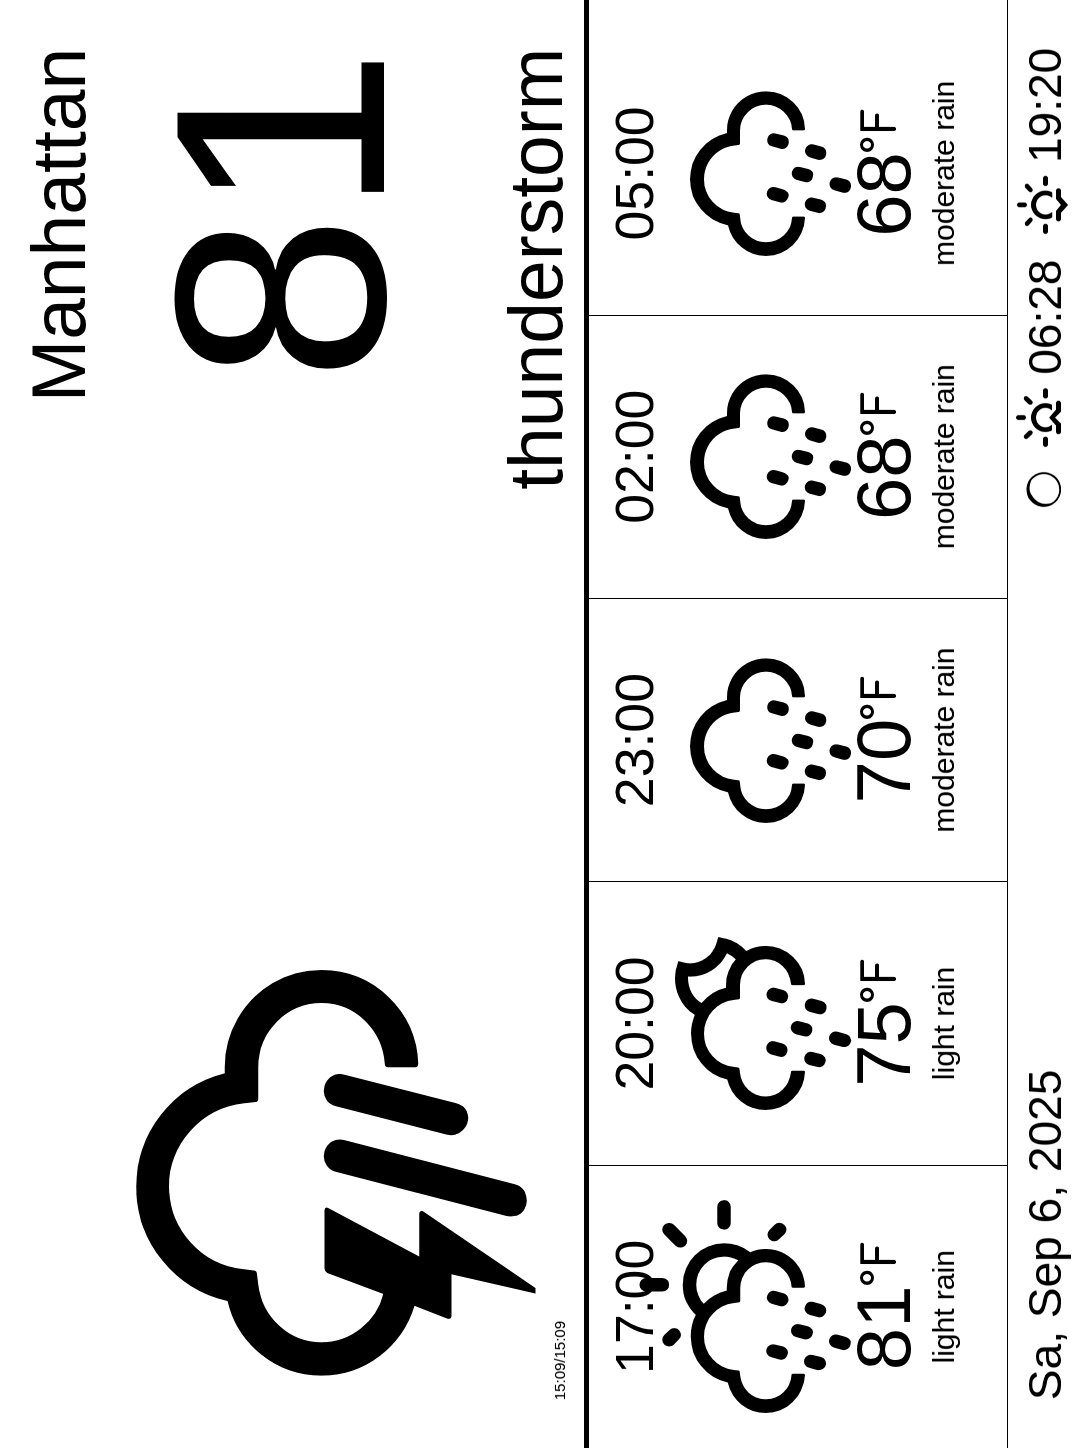 Manhattan
81
thunderstorm
15:09/15:09
17:00
81°F
light rain
20:00
75°F
light rain
23:00
70°F
moderate rain
02:00
68°F
moderate rain
05:00
68°F
moderate rain
Sa, Sep 6, 2025
06:28
19:20